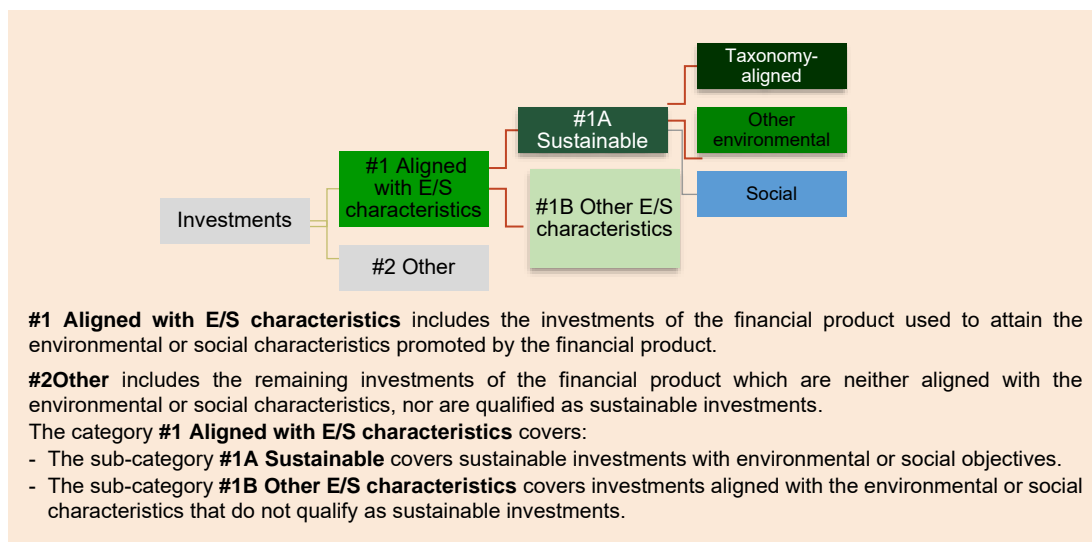 Taxonomy-
aligned
#1A
Sustainable
Other
environmental
#1 Aligned
with E/S
characteristics
Social
#1B Other E/S
characteristics
Investments
#2 Other
#1 Aligned with E/S characteristics includes the investments of the financial product used to attain the
environmental or social characteristics promoted by the financial product.
#2Other includes the remaining investments of the financial product which are neither aligned with the
environmental or social characteristics, nor are qualified as sustainable investments.
The category #1 Aligned with E/S characteristics covers:
- The sub-category #1A Sustainable covers sustainable investments with environmental or social objectives.
- The sub-category #1B Other E/S characteristics covers investments aligned with the environmental or social
characteristics that do not qualify as sustainable investments.